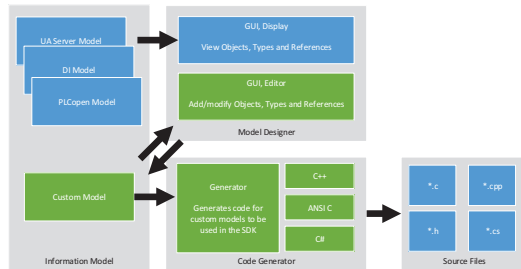 UA Server Model
DI Model
PLCopen Model
Custom Model
Information Model
GUI, Display
View Objects, Types and References
GUI, Editor
Add/modify Objects, Types and References
Model Designer
Generator
Generates code for
custom models to be
used in the SDK
C++
ANSI C
C#
Code Generator
*.c
*.cpp
*.h
*.cs
Source Files